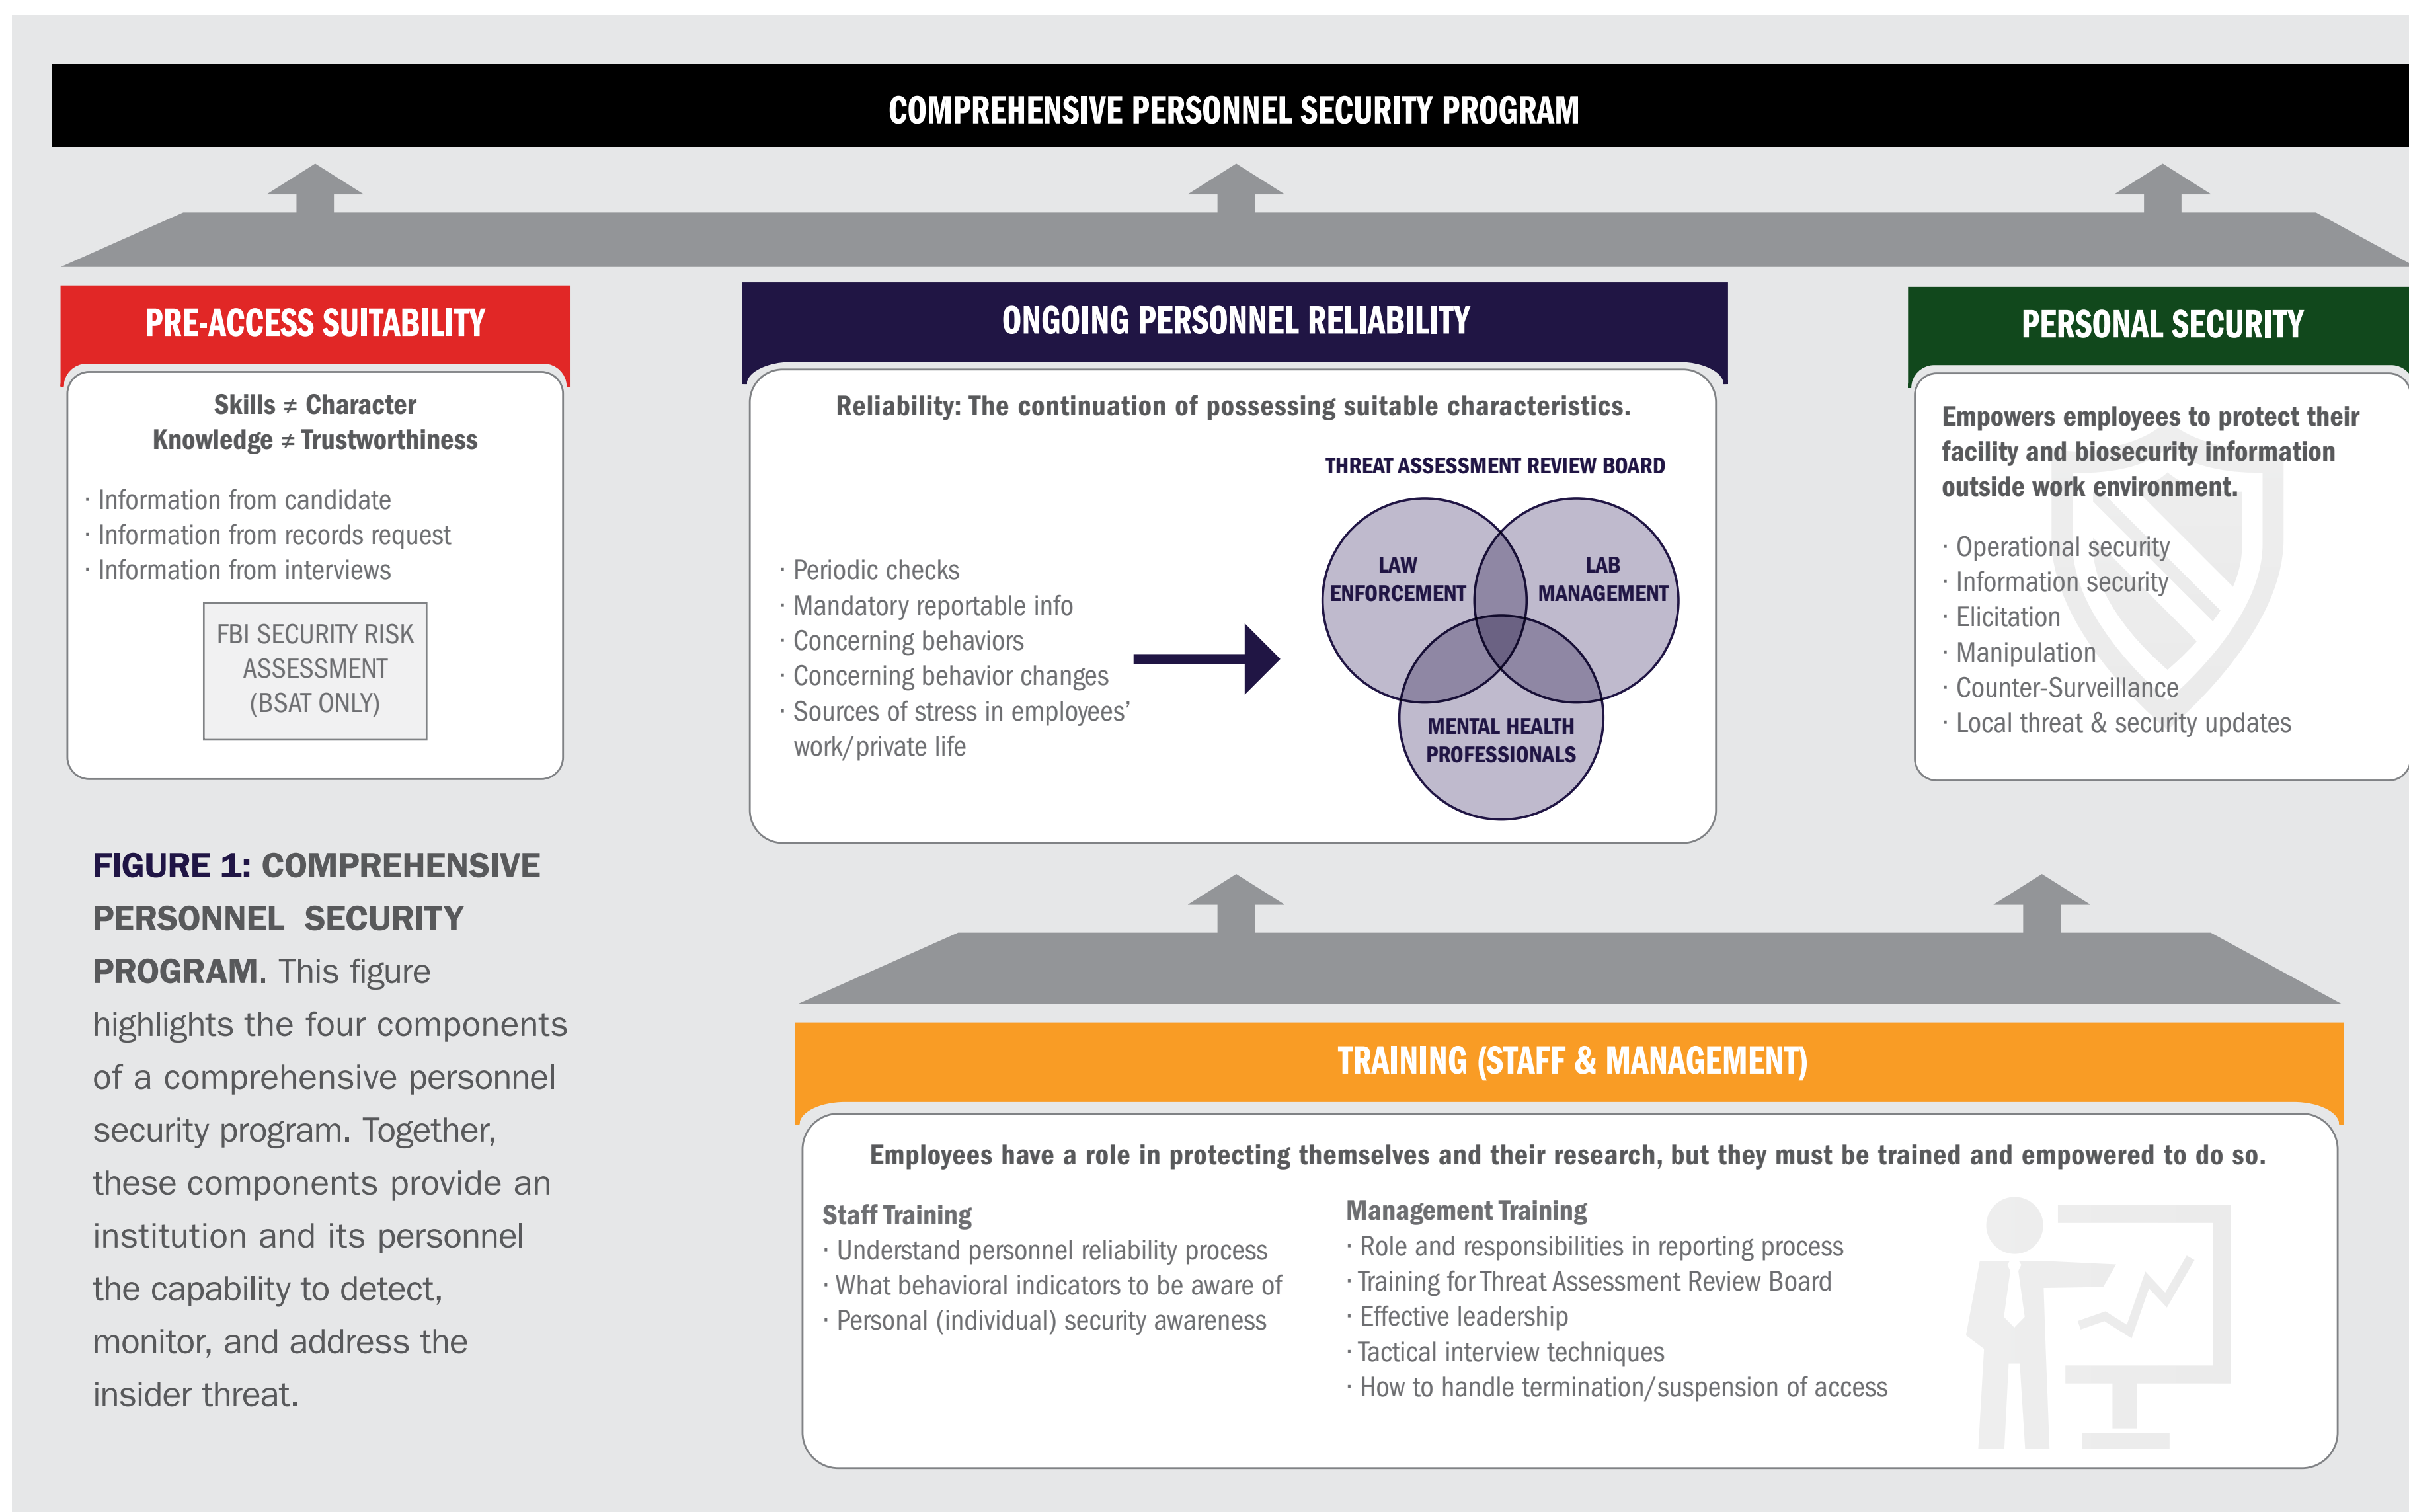 COMPREHENSIVE PERSONNEL SECURITY PROGRAM
PRE-ACCESS SUITABILITY
Skills ≠ Character
Knowledge ≠ Trustworthiness
· Information from candidate
· Information from records request
· Information from interviews
FBI SECURITY RISK
ASSESSMENT
(BSAT ONLY)
ONGOING PERSONNEL RELIABILITY
Reliability: The continuation of possessing suitable characteristics.
· Periodic checks
· Mandatory reportable info
· Concerning behaviors
· Concerning behavior changes
· Sources of stress in employees’
work/private life
THREAT ASSESSMENT REVIEW BOARD
LAW
ENFORCEMENT
LAB
MANAGEMENT
MENTAL HEALTH
PROFESSIONALS
PERSONAL SECURITY
Empowers employees to protect their
facility and biosecurity information
outside work environment.
· Operational security
· Information security
· Elicitation
· Manipulation
· Counter-Surveillance
· Local threat & security updates
FIGURE 1: COMPREHENSIVE
PERSONNEL SECURITY
PROGRAM. This figure
highlights the four components
of a comprehensive personnel
security program. Together,
these components provide an
institution and its personnel
the capability to detect,
monitor, and address the
insider threat.
TRAINING (STAFF & MANAGEMENT)
Employees have a role in protecting themselves and their research, but they must be trained and empowered to do so.
Staff Training
· Understand personnel reliability process
· What behavioral indicators to be aware of
· Personal (individual) security awareness
Management Training
· Role and responsibilities in reporting process
· Training for Threat Assessment Review Board
· Effective leadership
· Tactical interview techniques
· How to handle termination/suspension of access